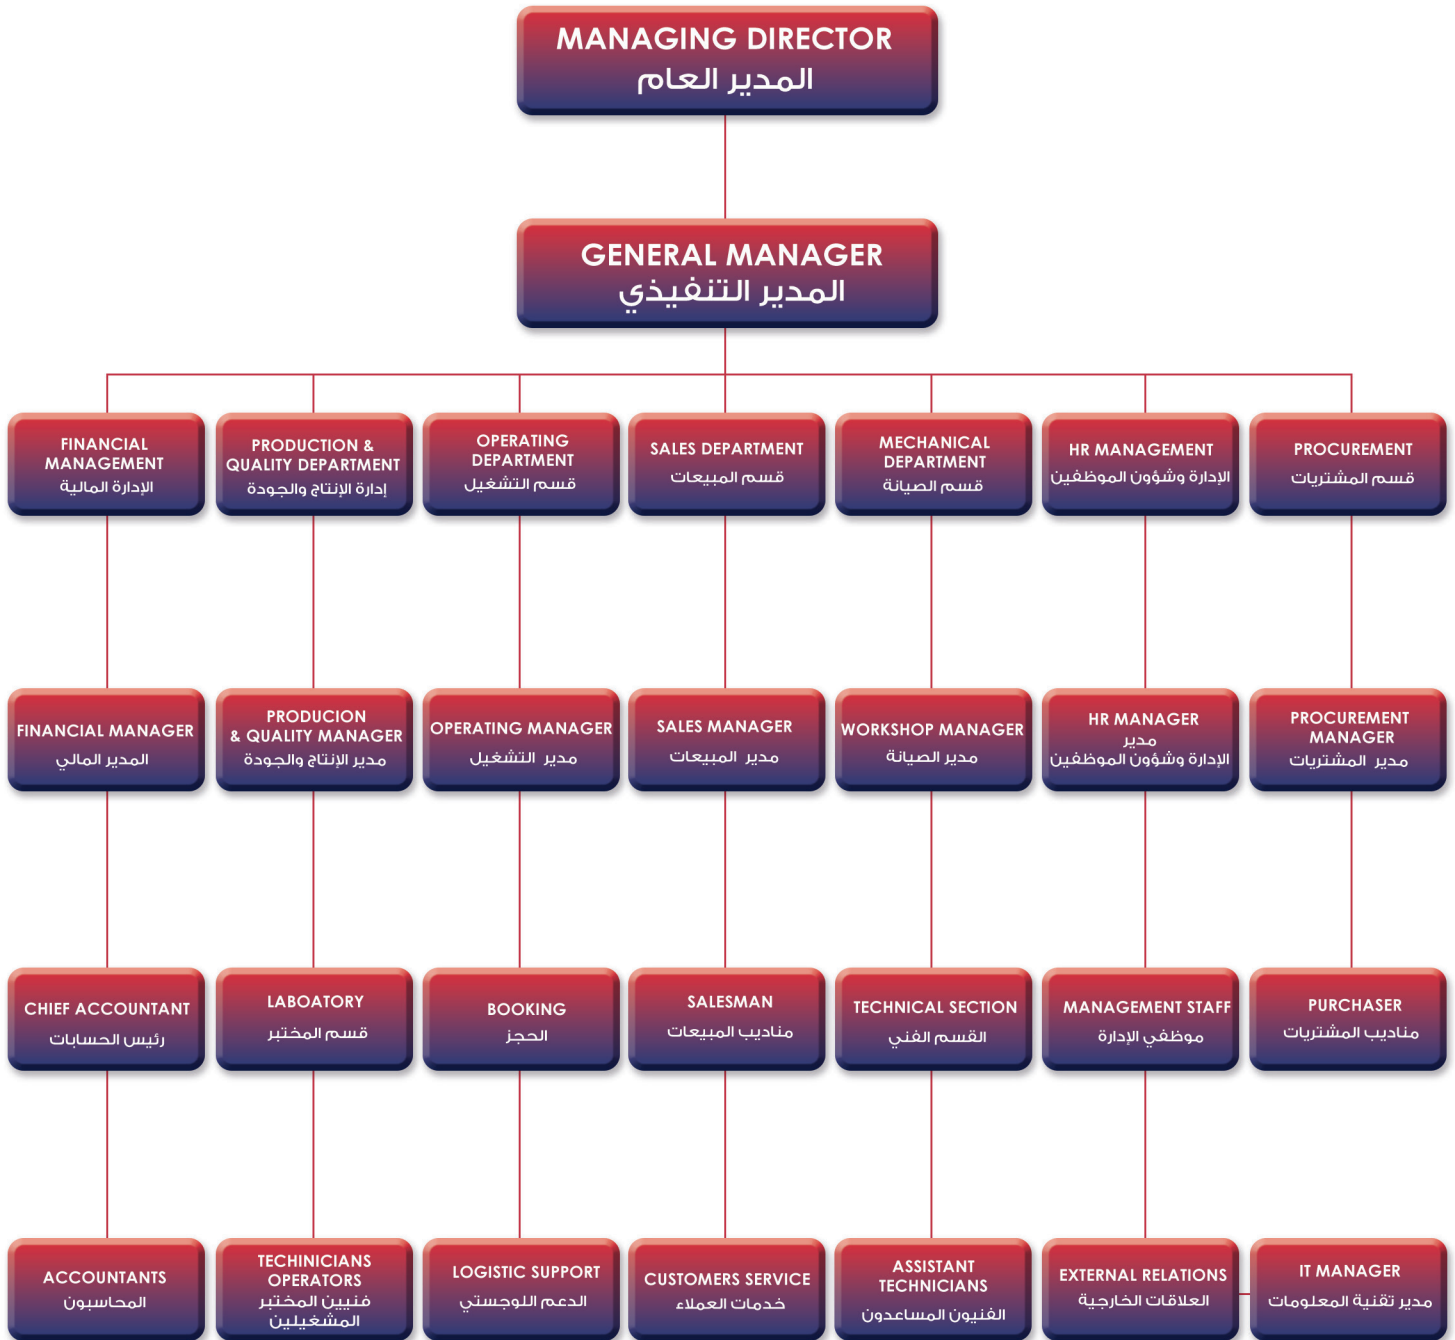 MANAGING DIRECTOR
المدير العام
GENERAL MANAGER
المدير التنفيذي
FINANCIAL
MANAGEMENT
الإدارة المالية
PRODUCTION &
QUALITY DEPARTMENT
إدارة الإنتاج والجودة
OPERATING
DEPARTMENT
قسم التشغيل
SALES DEPARTMENT
قسم المبيعات
MECHANICAL
DEPARTMENT
قسم الصيانة
HR MANAGEMENT
الإدارة وشؤون الموظفين
PROCUREMENT
قسم المشتريات
FINANCIAL MANAGER
المدير المالي
PRODUCION
& QUALITY MANAGER
مدير الإنتاج والجودة
OPERATING MANAGER
مدير التشغيل
SALES MANAGER
مدير المبيعات
WORKSHOP MANAGER
مدير الصيانة
HR MANAGER
مدير
الإدارة وشؤون الموظفين
PROCUREMENT
MANAGER
مدير المشتريات
CHIEF ACCOUNTANT
رئيس الحسابات
LABOATORY
قسم المختبر
BOOKING
الحجز
SALESMAN
مناديب المبيعات
TECHNICAL SECTION
القسم الفني
MANAGEMENT STAFF
موظفي الإدارة
PURCHASER
مناديب المشتريات
ACCOUNTANTS
المحاسبون
TECHINICIANS
OPERATORS
فنيين المختبر
المشغيلين
LOGISTIC SUPPORT
الدعم اللوجستي
CUSTOMERS SERVICE
خدمات العملاء
ASSISTANT
TECHNICIANS
الفنيون المساعدون
EXTERNAL RELATIONS
العلاقات الخارجية
IT MANAGER
مدير تقنية المعلومات